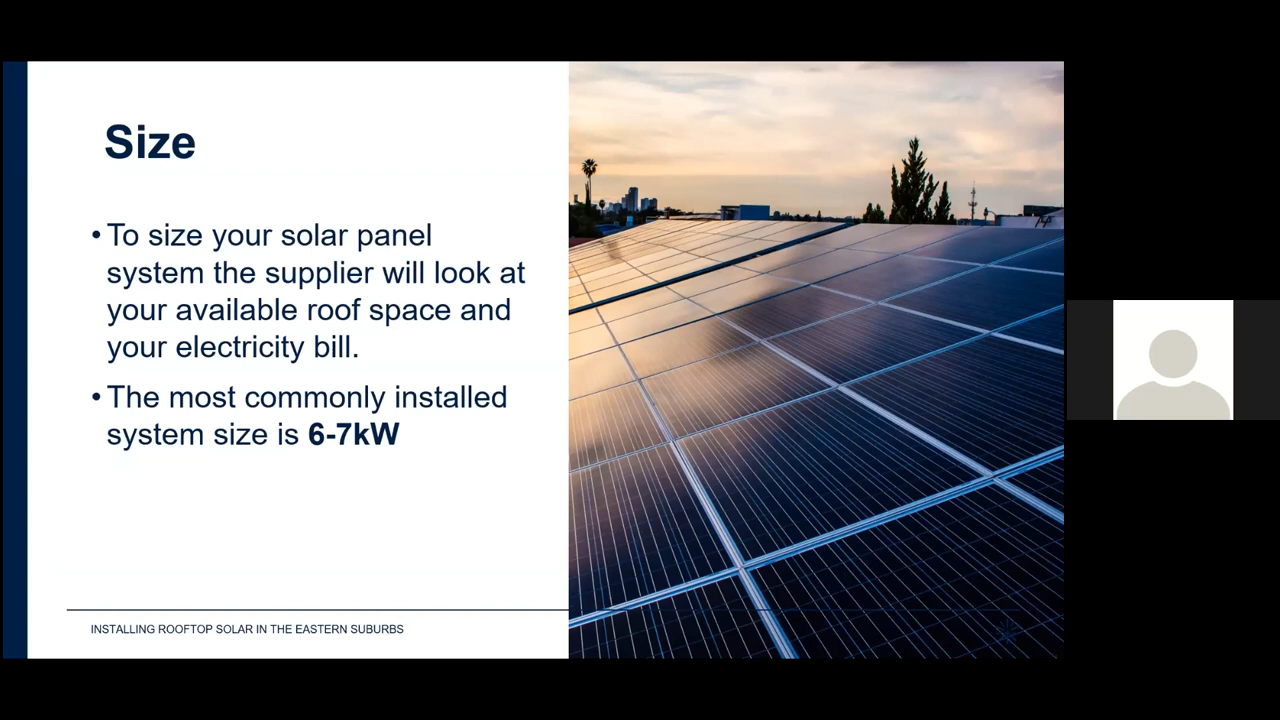 Size
• To size your solar panel
system the supplier will look at
your available roof space and
your electricity bill.
• The most commonly installed
system size is 6-7kW
INSTALLING ROOFTOP SOLAR IN THE EASTERN SUBURBS